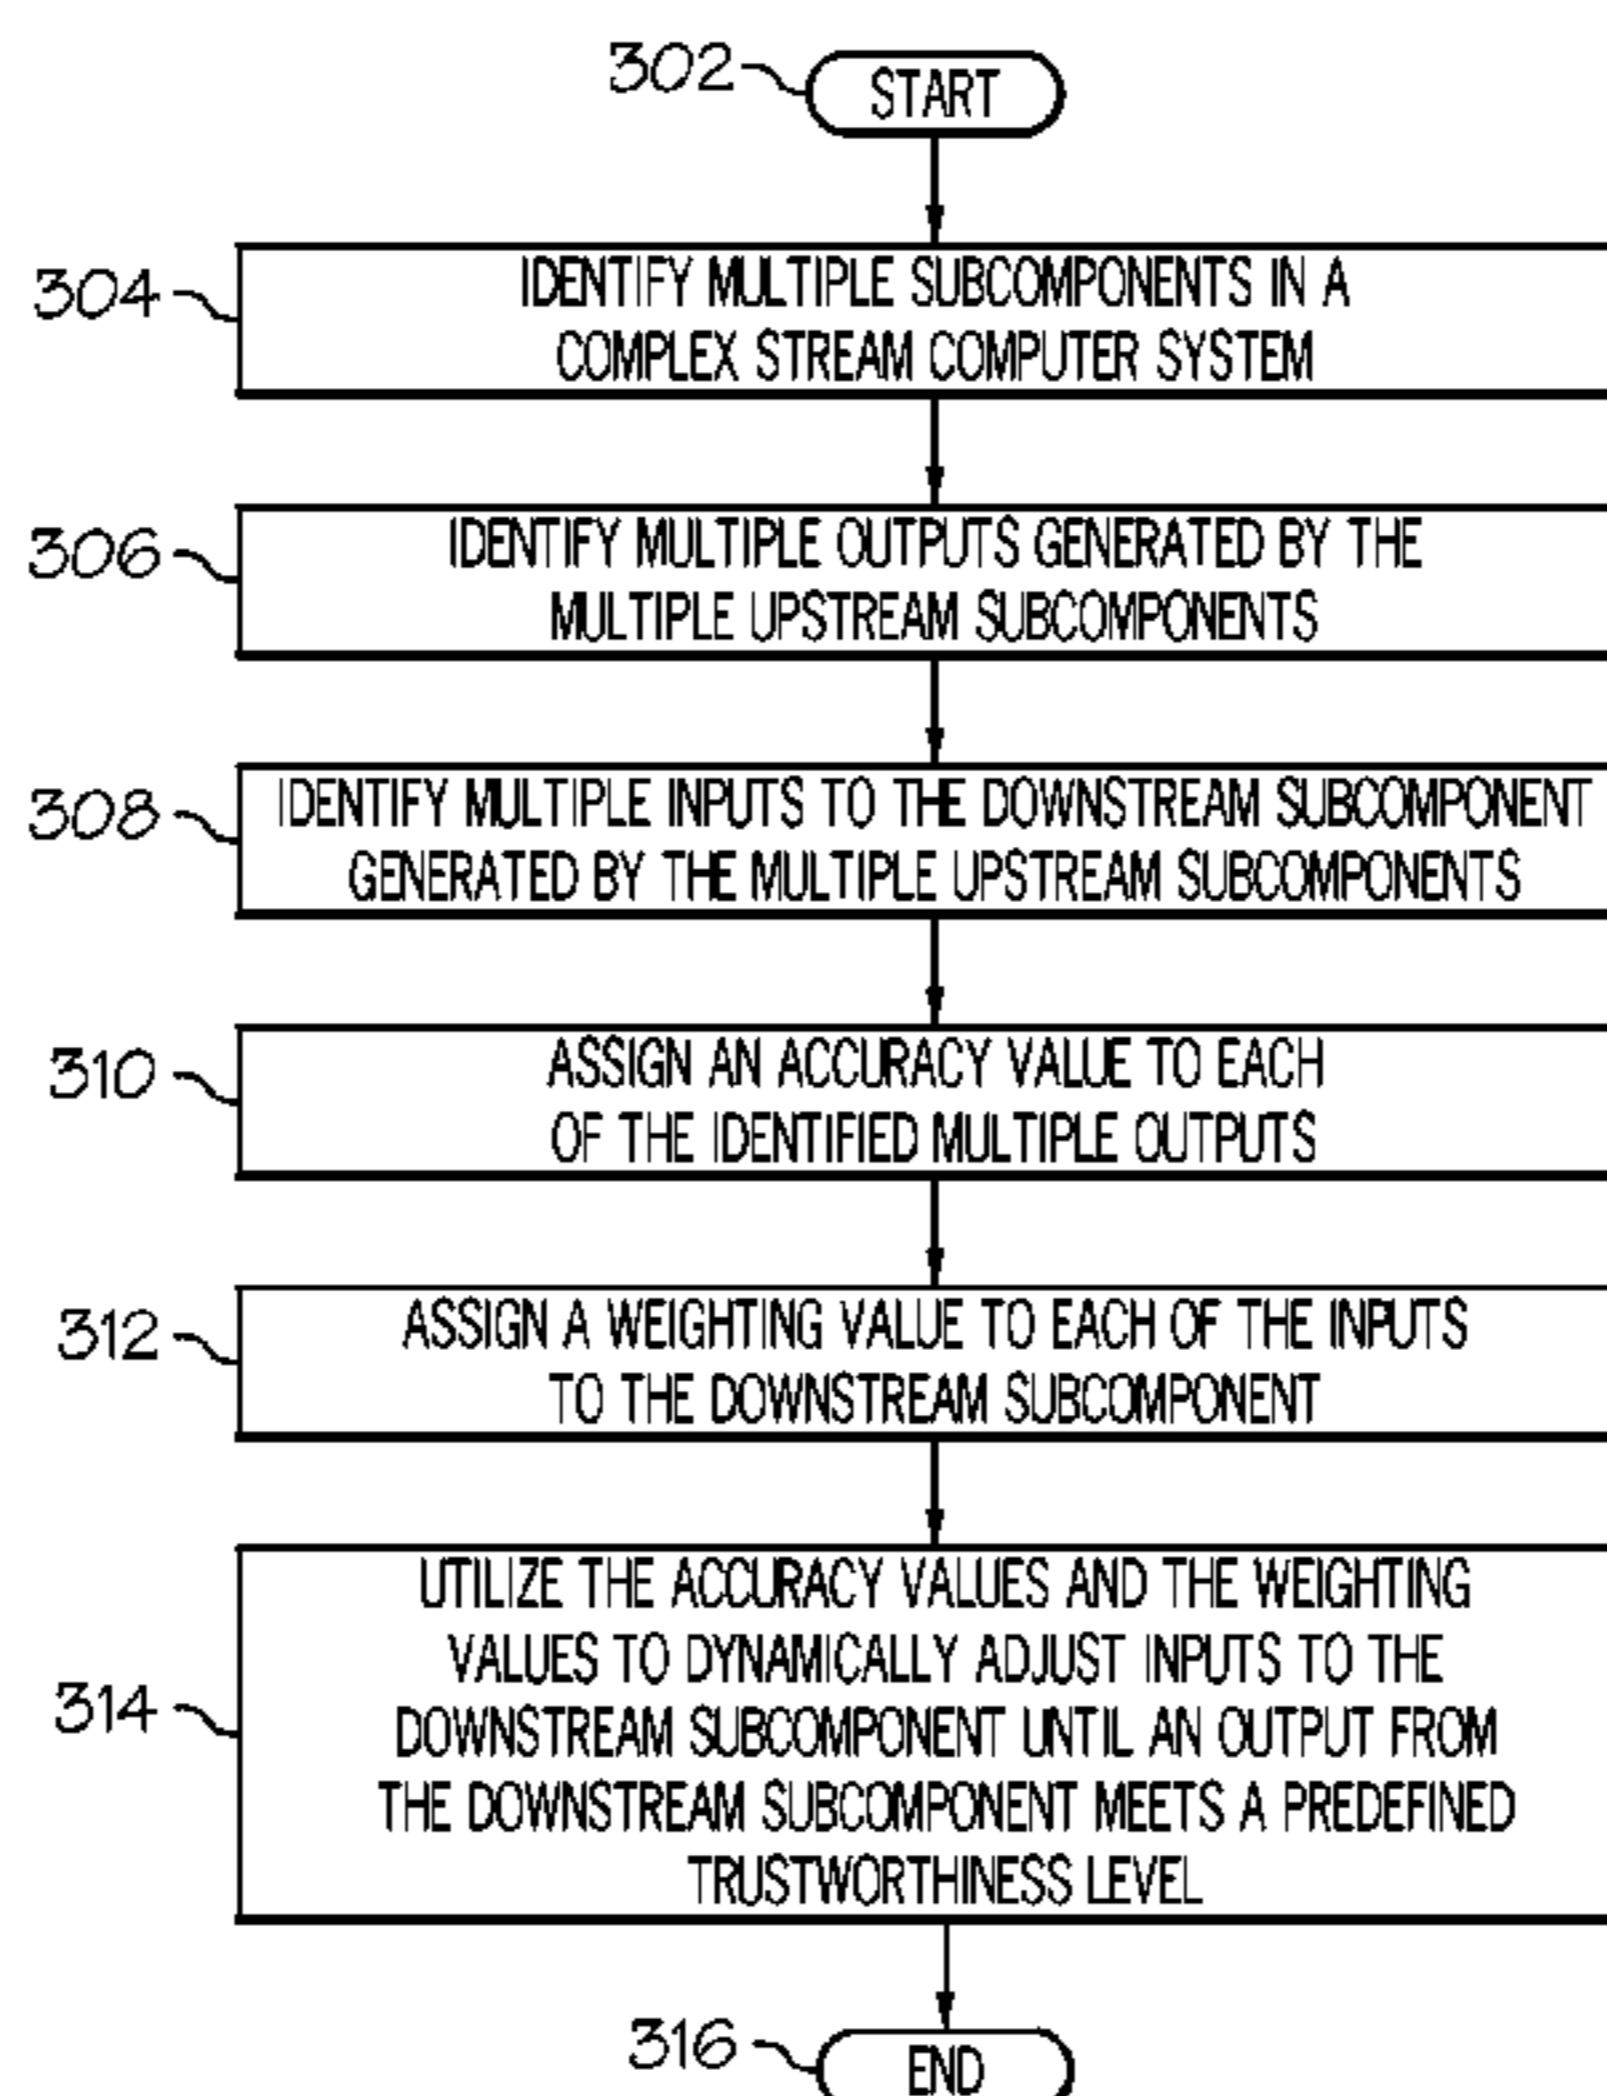 302
START
304
IDENTIFY MULTIPLE SUBCOMPONENTS IN A
COMPLEX STREAM COMPUTER SYSTEM
306
IDENTIFY MULTIPLE OUTPUTS GENERATED BY THE
MULTIPLE UPSTREAM SUBCOMPONENTS
308
IDENTIFY MULTIPLE INPUTS TO THE DOWNSTREAM SUBCOMPONENT
GENERATED BY THE MULTIPLE UPSTREAM SUBCOMPONENTS
310
ASSIGN AN ACCURACY VALUE TO EACH
OF THE IDENTIFIED MULTIPLE OUTPUTS
312
ASSIGN A WEIGHTING VALUE TO EACH OF THE INPUTS
TO THE DOWNSTREAM SUBCOMPONENT
314
UTILIZE THE ACCURACY VALUES AND THE WEIGHTING
VALUES TO DYNAMICALLY ADJUST INPUTS TO THE
DOWNSTREAM SUBCOMPONENT UNTIL AN OUTPUT FROM
THE DOWNSTREAM SUBCOMPONENT MEETS A PREDEFINED
TRUSTWORTHINESS LEVEL
316
END